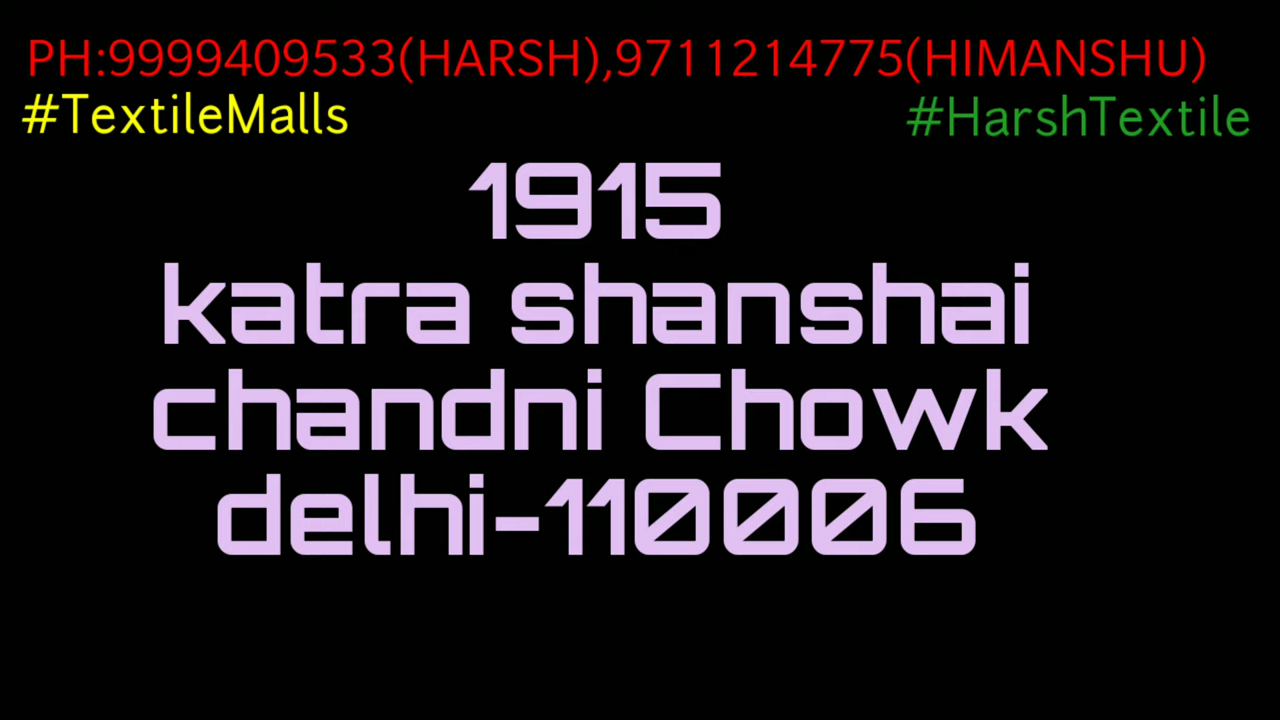 PH:9999409533(HARSH),9711214775(HIMANSHU)
#TextileMalls #HarshTextile
1915
katra shanshai
chandni Chowk
delhi-110006